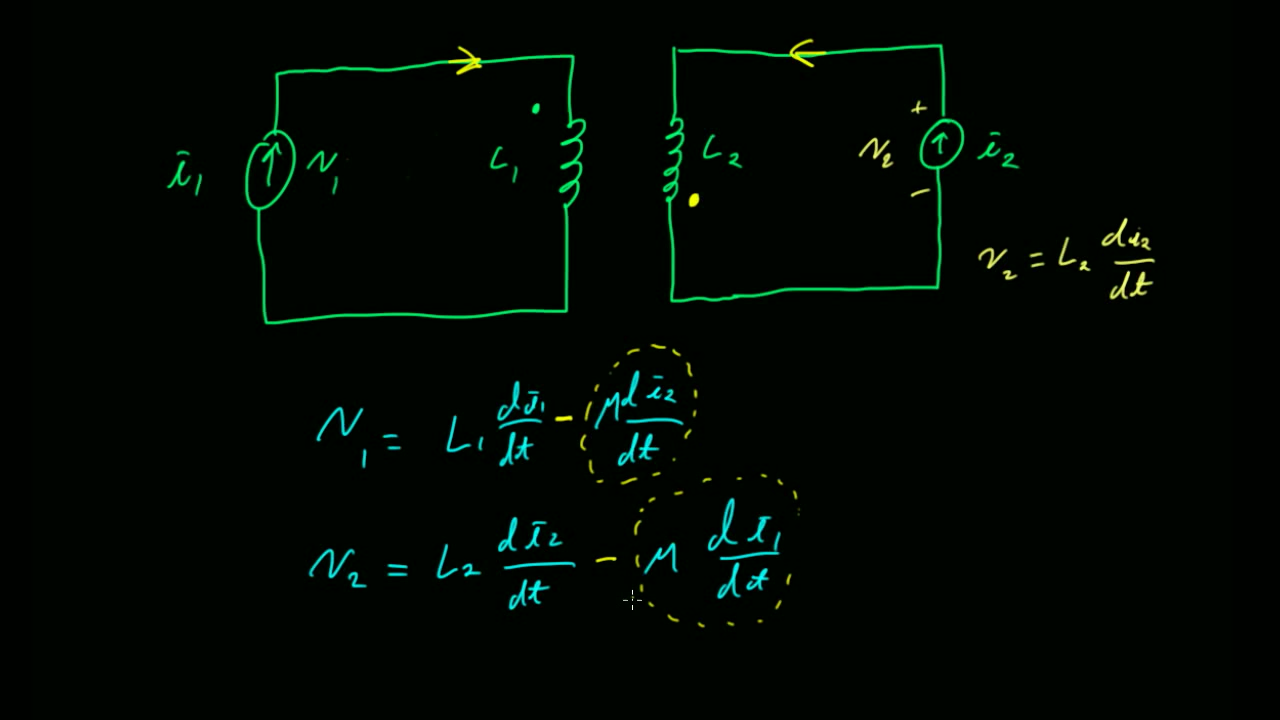 i₁ v₁ L₁ L₂ v₂ + − i₂
v₂ = L₂ di₂/dt
v₁ = L₁ di₁/dt − M di₂/dt
v₂ = L₂ di₂/dt − M di₁/dt